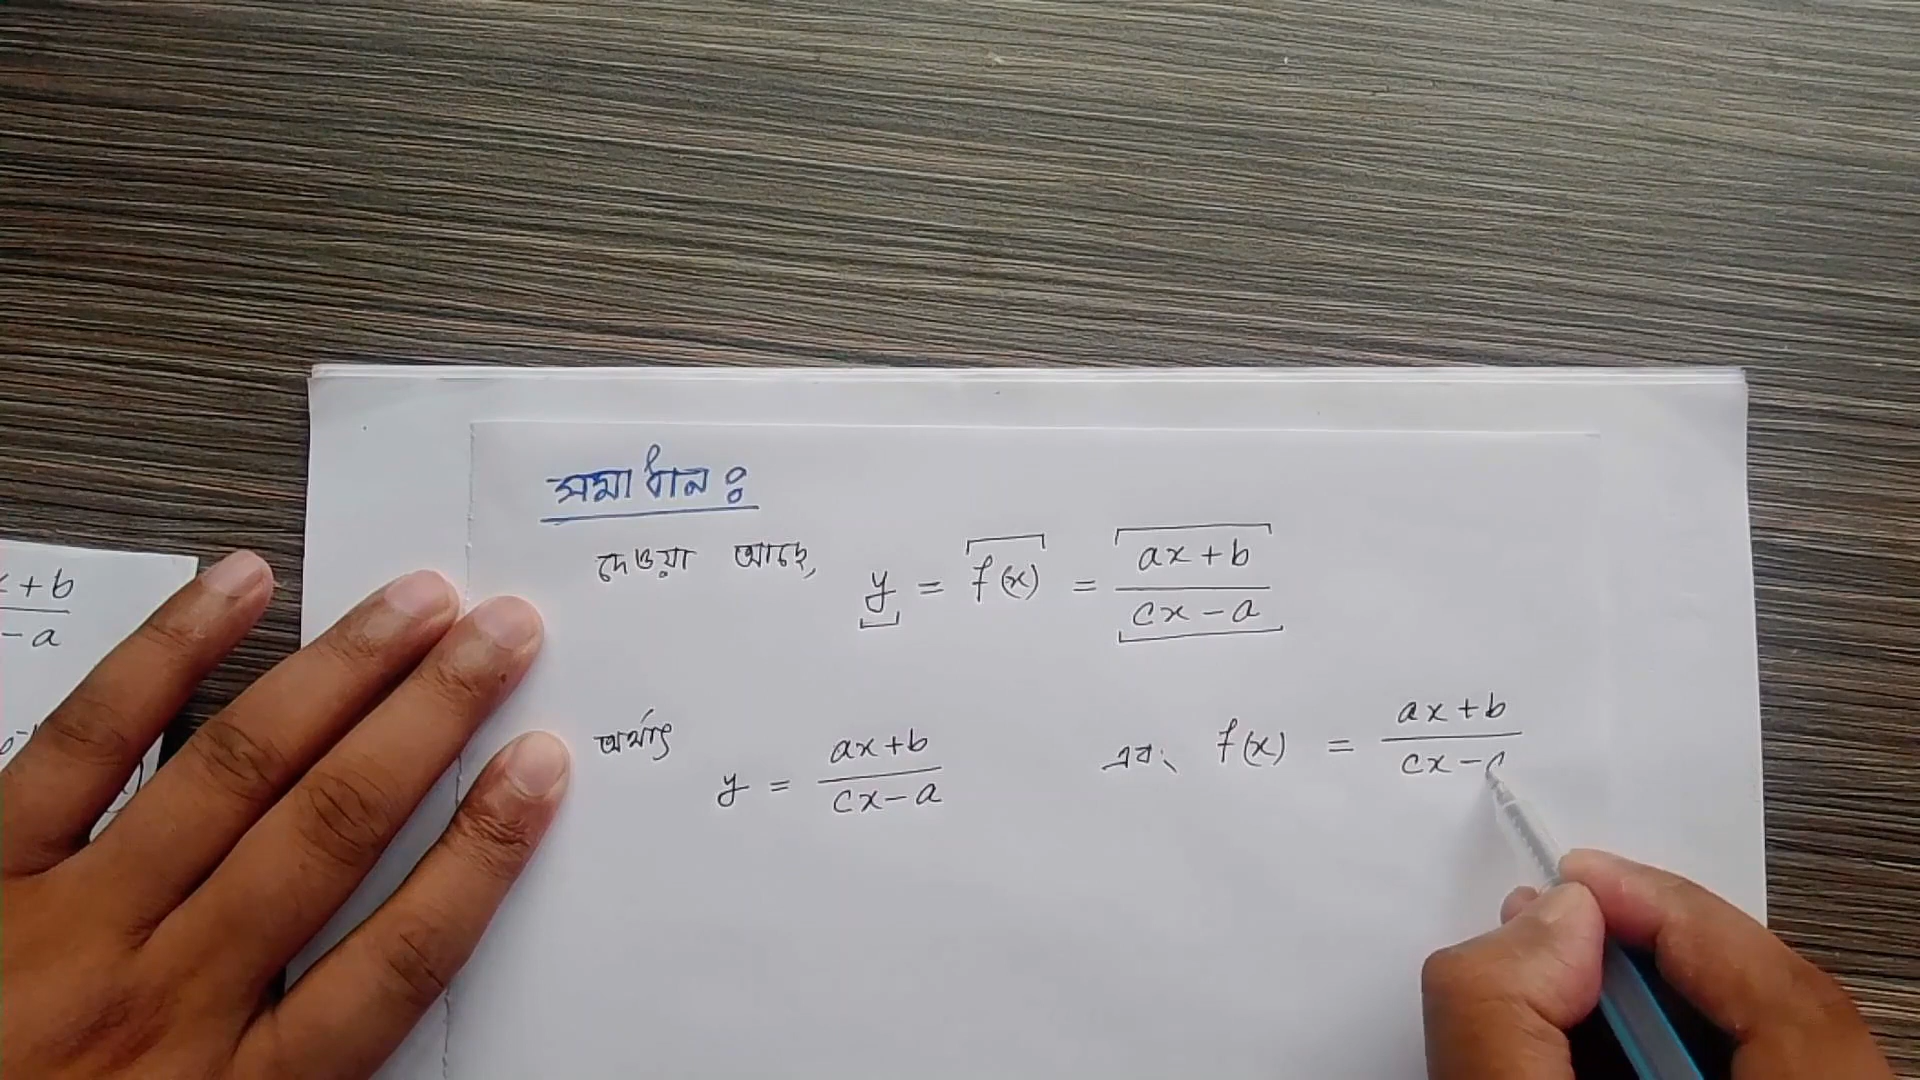 সমাধানঃ
দেওয়া আছে, y = f(x) = (ax+b)/(cx-a)
অর্থাৎ y = (ax+b)/(cx-a) এবং f(x) = (ax+b)/(cx-a
+b
-a